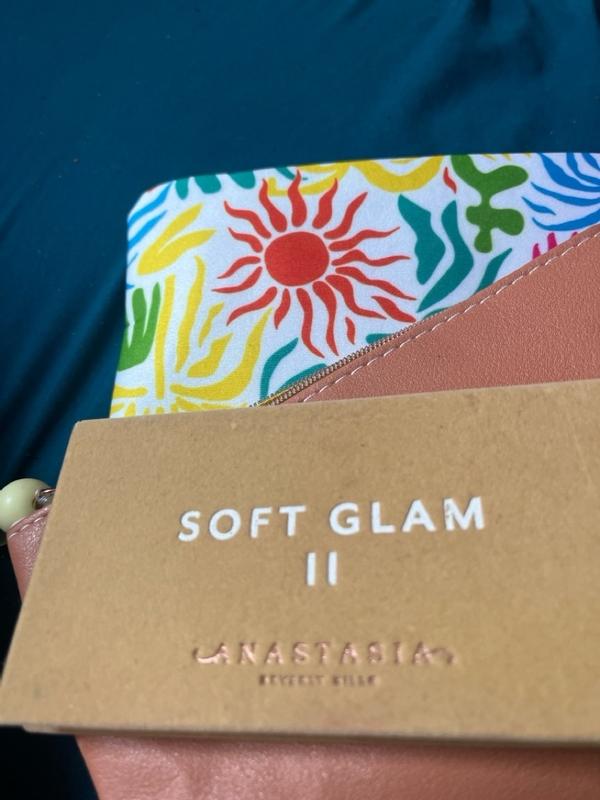 SOFT GLAM
II
ANASTASIA
BEVERLY HILLS